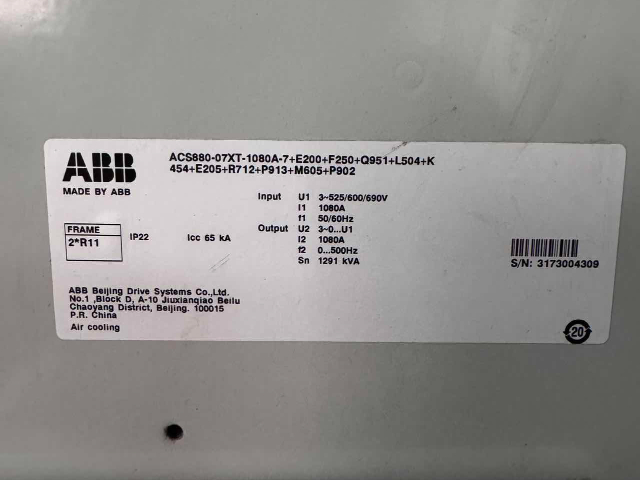 ABB
MADE BY ABB
ACS880-07XT-1080A-7+E200+F250+Q951+L504+K
454+E205+R712+P913+M605+P902
Input U1 3~525/600/690V
I1 1080A
f1 50/60Hz
Output U2 3~0...U1
I2 1080A
f2 0...500Hz
Sn 1291 kVA
FRAME
2*R11
IP22
Icc 65 kA
S/N: 3173004309
ABB Beijing Drive Systems Co.,Ltd.
No.1 ,Block D, A-10 Jiuxianqiao Beilu
Chaoyang District, Beijing. 100015
P.R. China
Air cooling
20